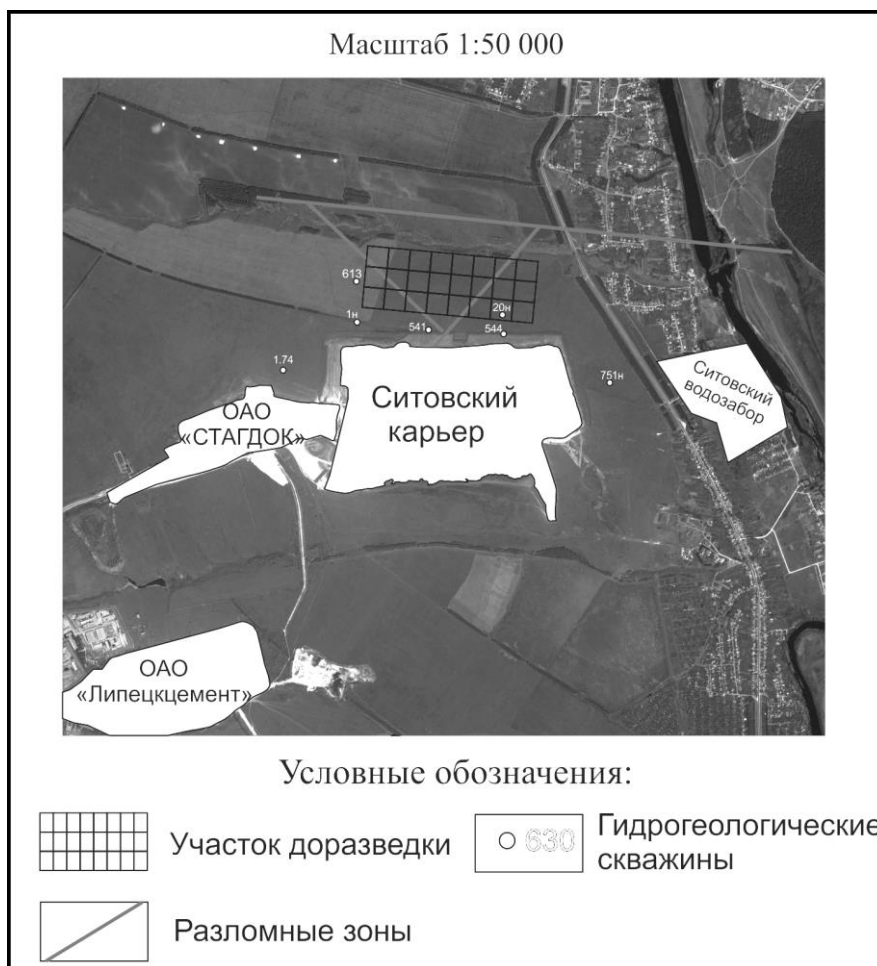 Масштаб 1:50 000
613
1н
541
20н
544
1.74
751н
Ситовский
водозабор
ОАО
«СТАГДОК»
Ситовский
карьер
ОАО
«Липецкцемент»
Условные обозначения:
Участок доразведки
630
Гидрогеологические
скважины
Разломные зоны